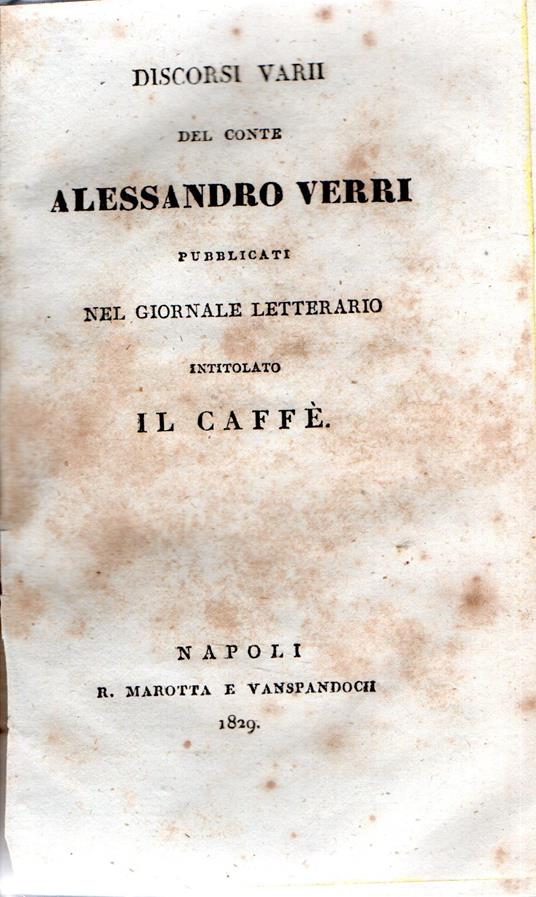 DISCORSI VARII
DEL CONTE
ALESSANDRO VERRI
PUBBLICATI
NEL GIORNALE LETTERARIO
INTITOLATO
IL CAFFÈ.
NAPOLI
R. MAROTTA E VANSPANDOCH
1829.